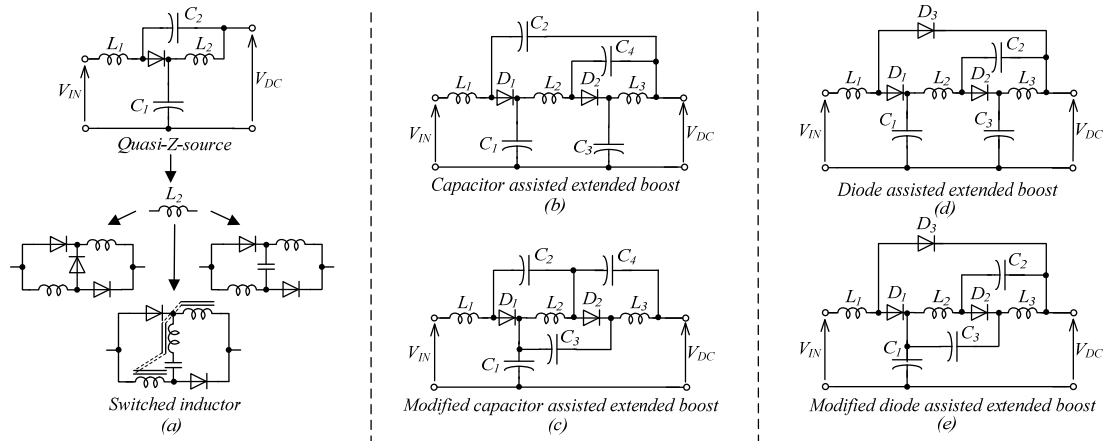 C2
L1
L2
VIN
C1
VDC
Quasi-Z-source
L2
Switched inductor
(a)
C2
C4
L1
D1
L2
D2
L3
VIN
C1
C3
VDC
Capacitor assisted extended boost
(b)
C2
C4
L1
D1
L2
D2
L3
VIN
C3
C1
VDC
Modified capacitor assisted extended boost
(c)
D3
C2
L1
D1
L2
D2
L3
VIN
C1
C3
VDC
Diode assisted extended boost
(d)
D3
C2
L1
D1
L2
D2
L3
VIN
C3
C1
VDC
Modified diode assisted extended boost
(e)